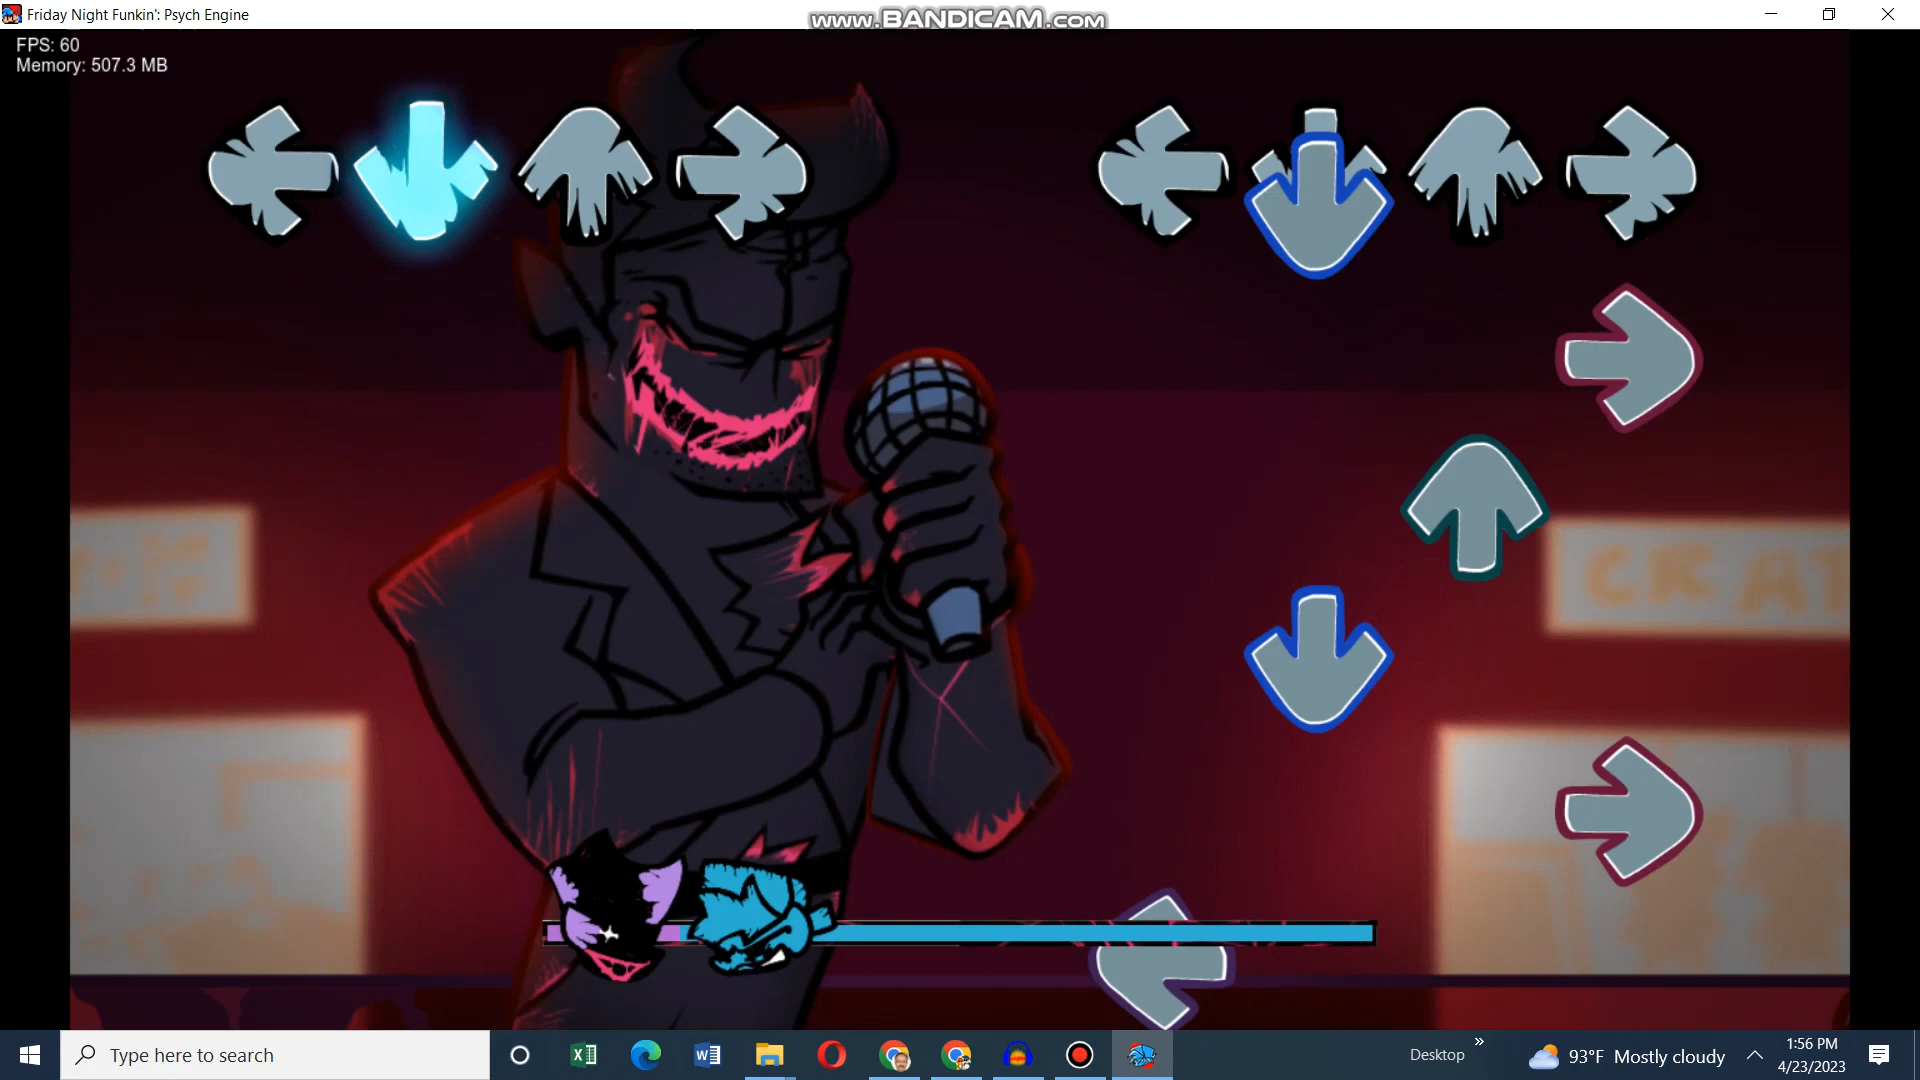 Friday Night Funkin': Psych Engine
www.BANDICAM.com
FPS: 60
Memory: 507.3 MB
CRAT
Type here to search
Desktop
93°F Mostly cloudy
1:56 PM
4/23/2023